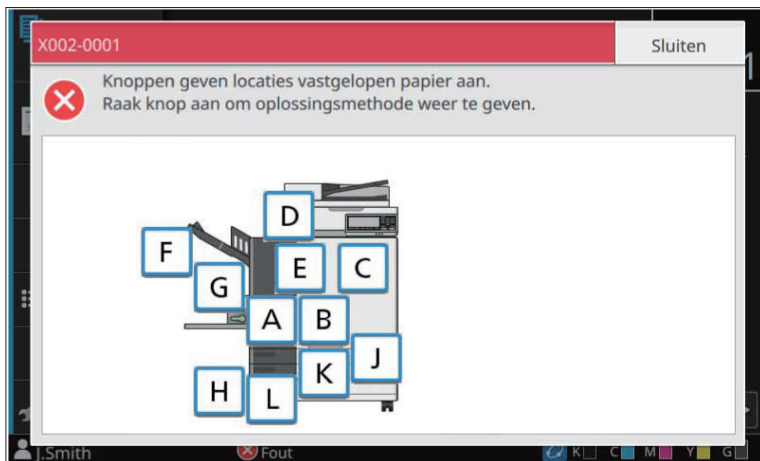 X002-0001
Sluiten
1
Knoppen geven locaties vastgelopen papier aan.
Raak knop aan om oplossingsmethode weer te geven.
D
F
E
C
G
A
B
J
K
H
L
J.Smith
Fout
K
C
M
Y
G